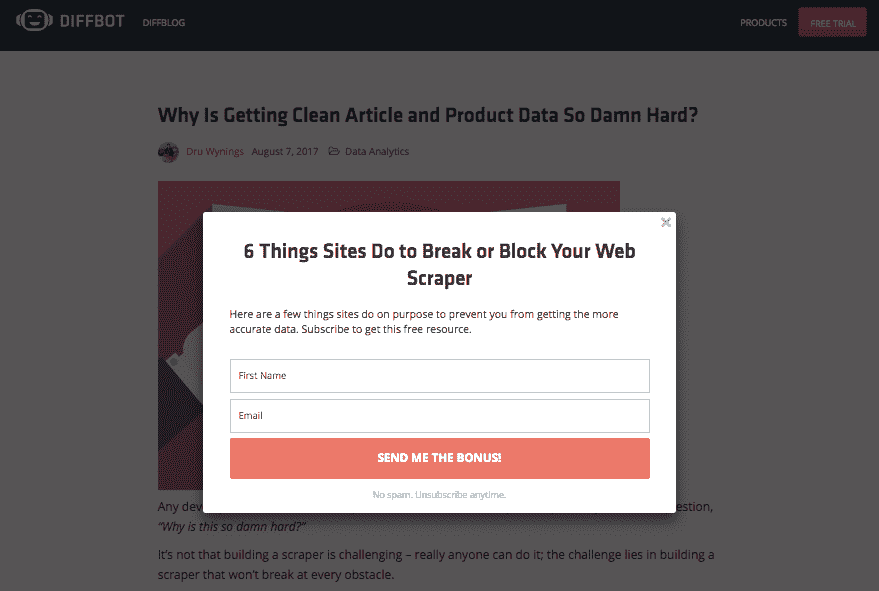 DIFFBOT DIFFBLOG PRODUCTS FREE TRIAL
Why Is Getting Clean Article and Product Data So Damn Hard?
Dru Wynings August 7, 2017 Data Analytics
6 Things Sites Do to Break or Block Your Web
Scraper
Here are a few things sites do on purpose to prevent you from getting the more
accurate data. Subscribe to get this free resource.
First Name
Email
SEND ME THE BONUS!
No spam. Unsubscribe anytime.
Any
“Why is this so damn hard?”
It’s not that building a scraper is challenging – really anyone can do it; the challenge lies in building a
scraper that won’t break at every obstacle.